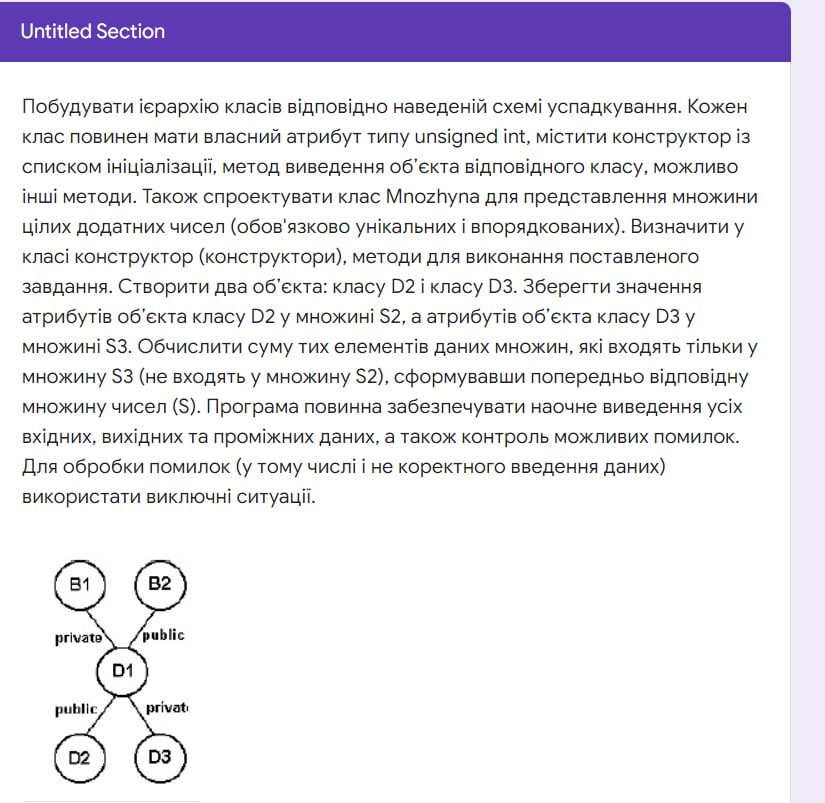 Untitled Section
Побудувати ієрархію класів відповідно наведеній схемі успадкування. Кожен
клас повинен мати власний атрибут типу unsigned int, містити конструктор із
списком ініціалізації, метод виведення об’єкта відповідного класу, можливо
інші методи. Також спроектувати клас Mnozhyna для представлення множини
цілих додатних чисел (обов'язково унікальних і впорядкованих). Визначити у
класі конструктор (конструктори), методи для виконання поставленого
завдання. Створити два об’єкта: класу D2 і класу D3. Зберегти значення
атрибутів об’єкта класу D2 у множині S2, а атрибутів об’єкта класу D3 у
множині S3. Обчислити суму тих елементів даних множин, які входять тільки у
множину S3 (не входять у множину S2), сформувавши попередньо відповідну
множину чисел (S). Програма повинна забезпечувати наочне виведення усіх
вхідних, вихідних та проміжних даних, а також контроль можливих помилок.
Для обробки помилок (у тому числі і не коректного введення даних)
використати виключні ситуації.
B1 B2
private public
D1
public privat
D2 D3